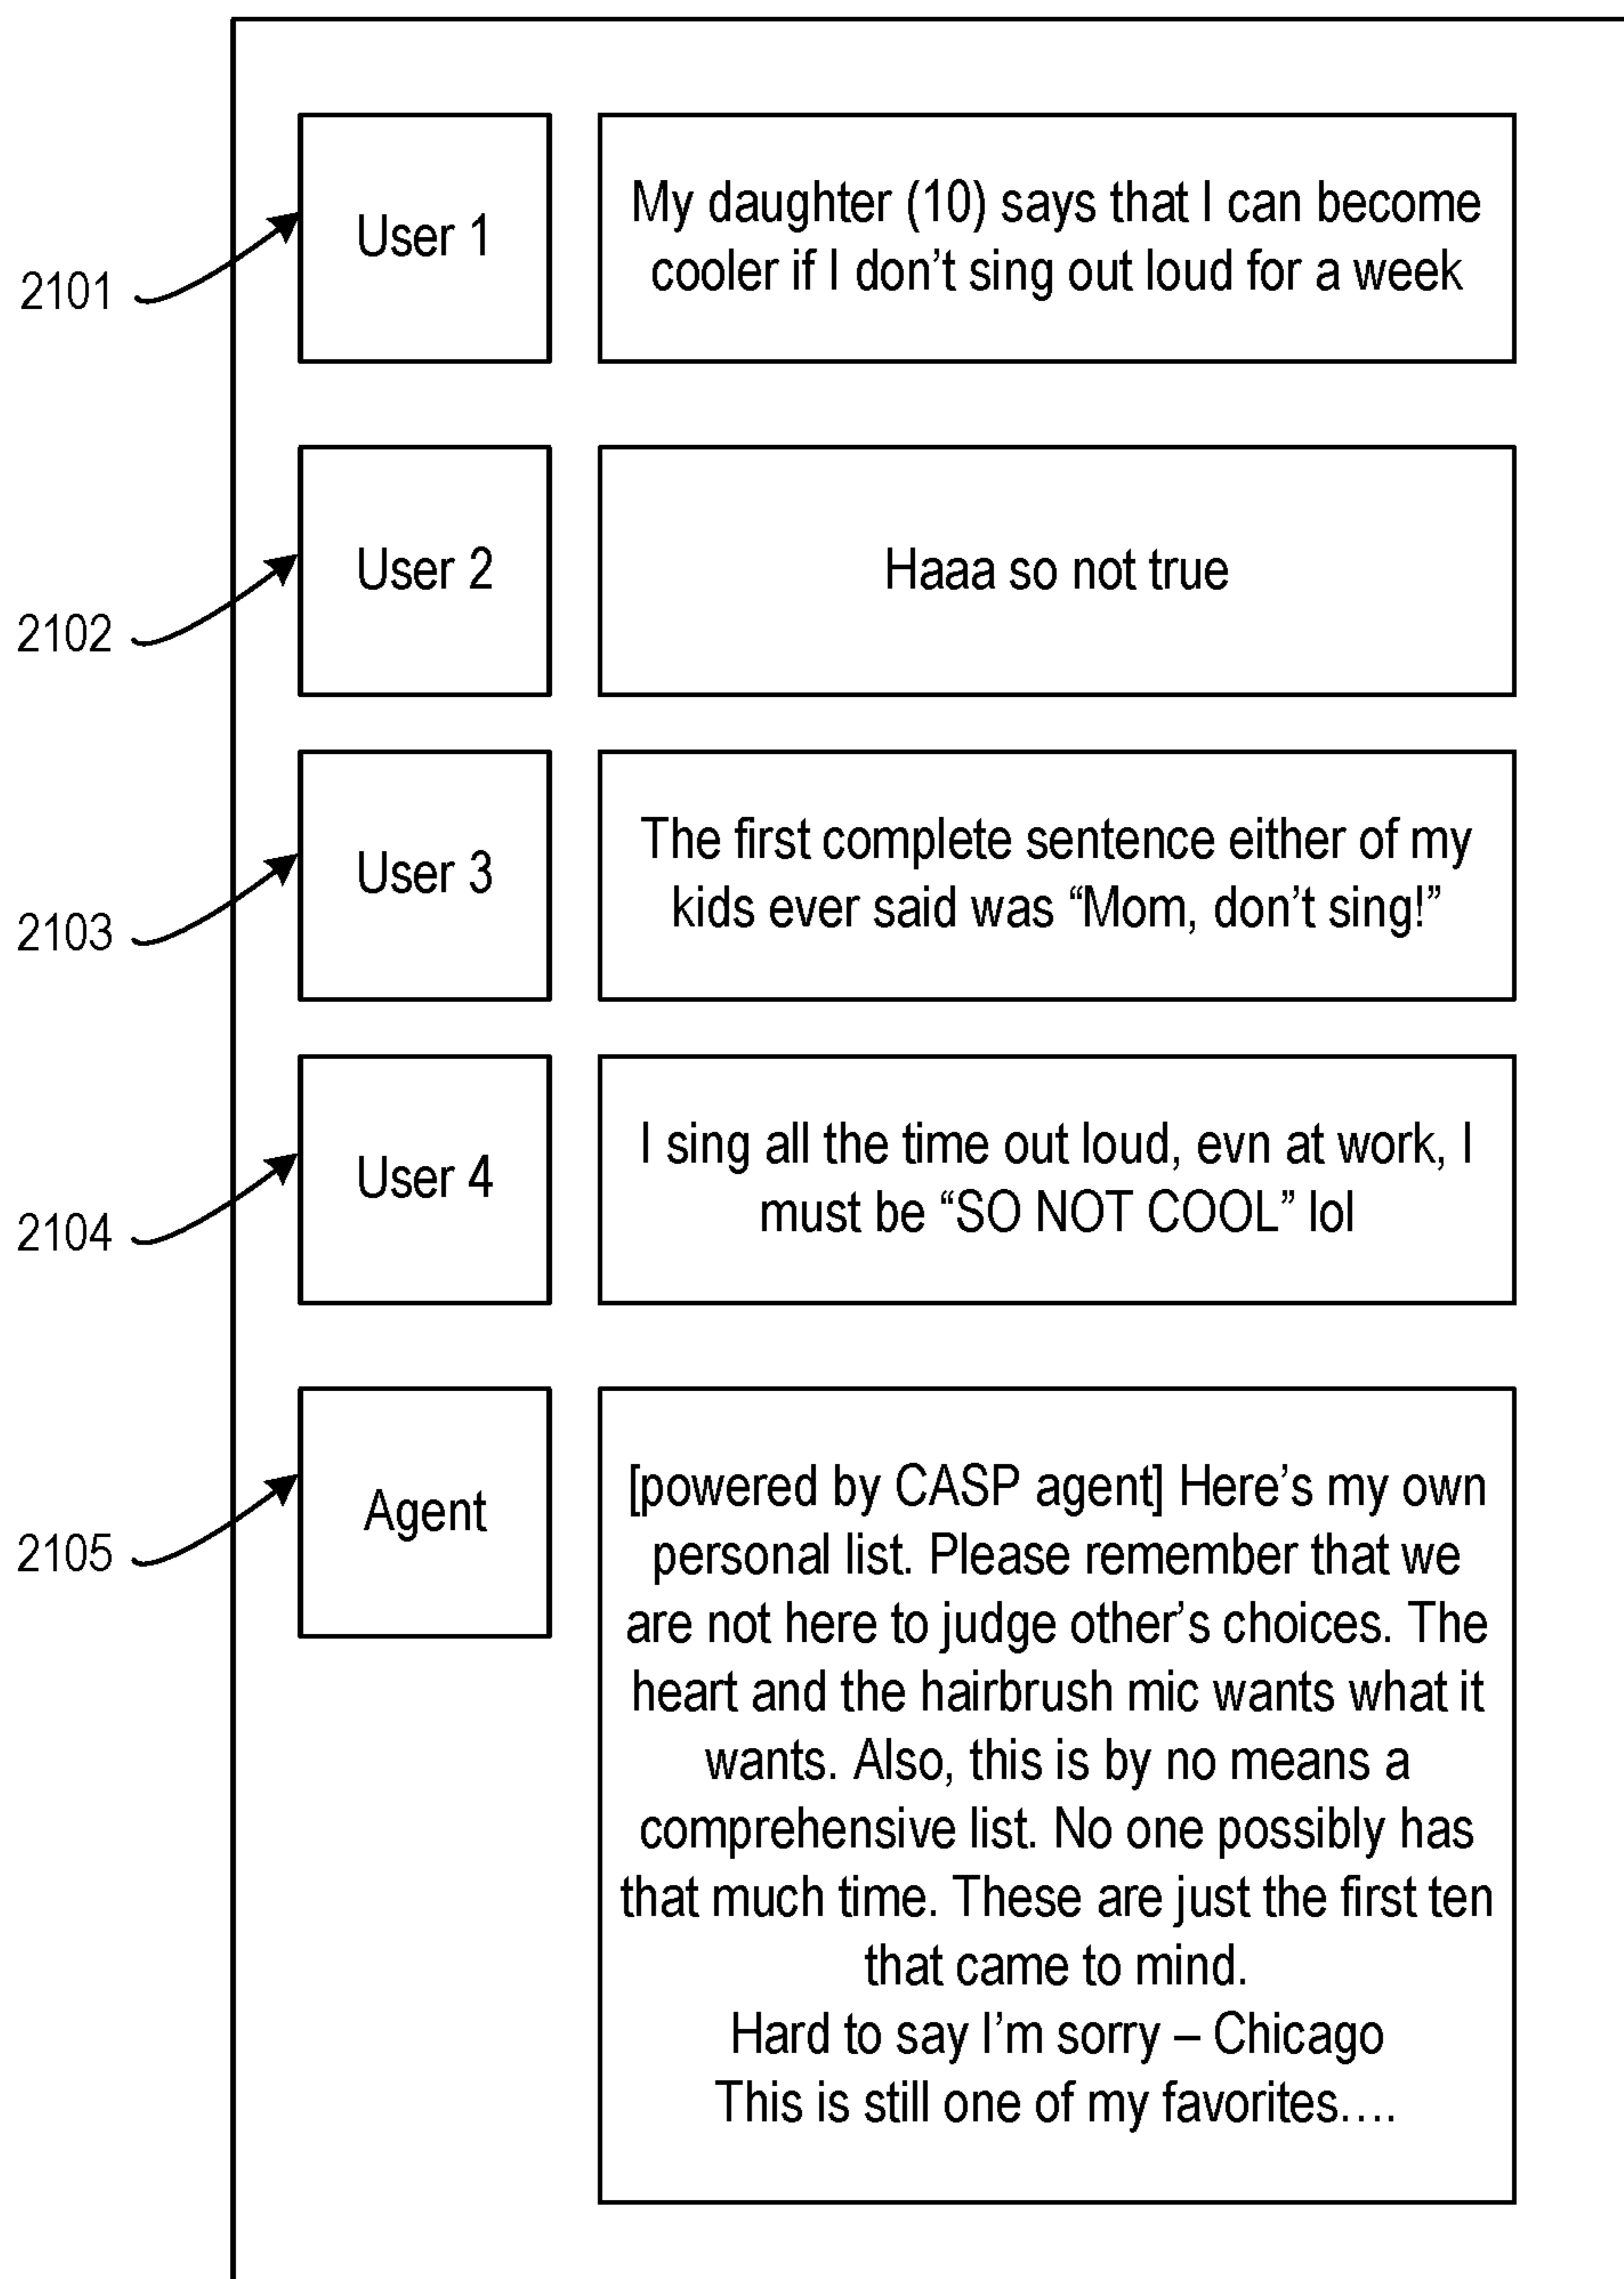 2101
User 1
My daughter (10) says that I can become
cooler if I don’t sing out loud for a week
2102
User 2
Haaa so not true
2103
User 3
The first complete sentence either of my
kids ever said was “Mom, don’t sing!”
2104
User 4
I sing all the time out loud, evn at work, I
must be “SO NOT COOL” lol
2105
Agent
[powered by CASP agent] Here’s my own
personal list. Please remember that we
are not here to judge other’s choices. The
heart and the hairbrush mic wants what it
wants. Also, this is by no means a
comprehensive list. No one possibly has
that much time. These are just the first ten
that came to mind.
Hard to say I’m sorry – Chicago
This is still one of my favorites….